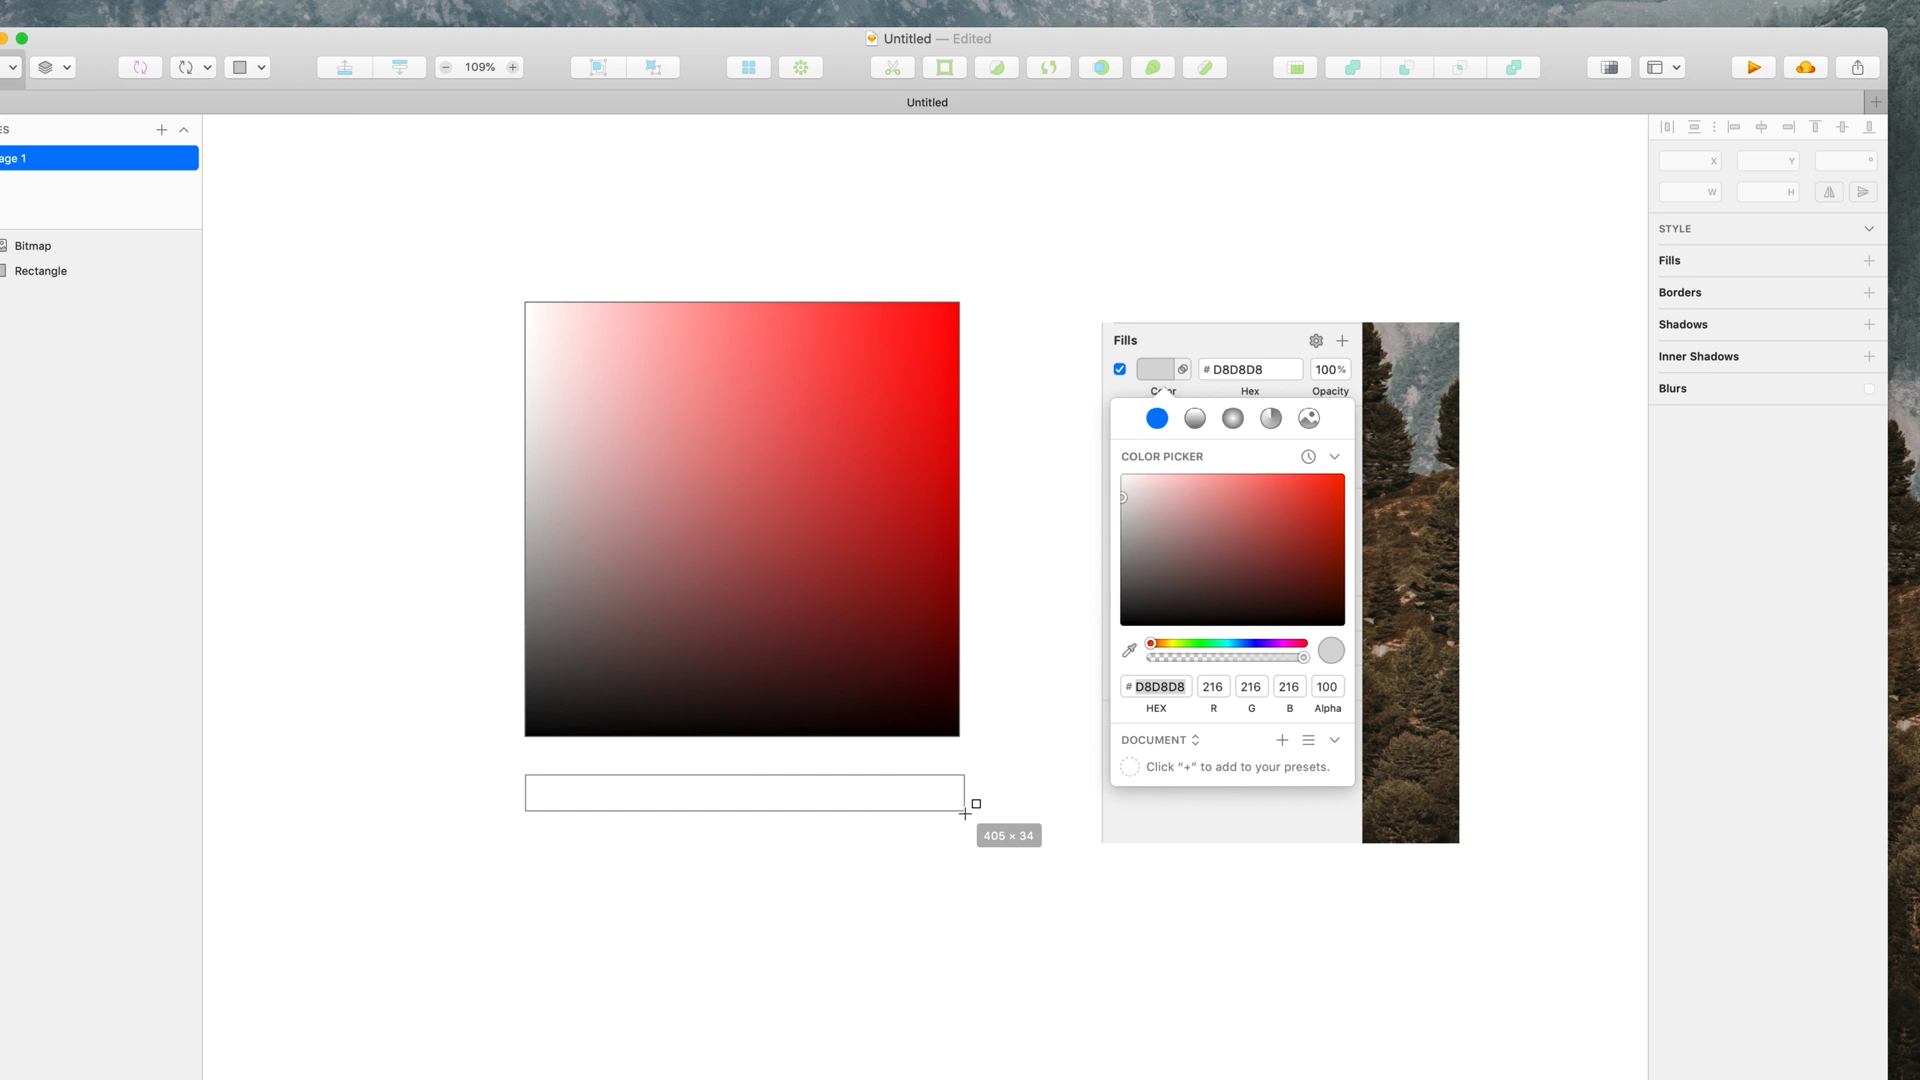 Untitled — Edited
109%
Untitled
ES
age 1
Bitmap
Rectangle
405 × 34
Fills
# D8D8D8
100%
Color
Hex
Opacity
COLOR PICKER
# D8D8D8
216
216
216
100
HEX
R
G
B
Alpha
DOCUMENT
Click “+” to add to your presets.
X
Y
°
W
H
STYLE
Fills
Borders
Shadows
Inner Shadows
Blurs